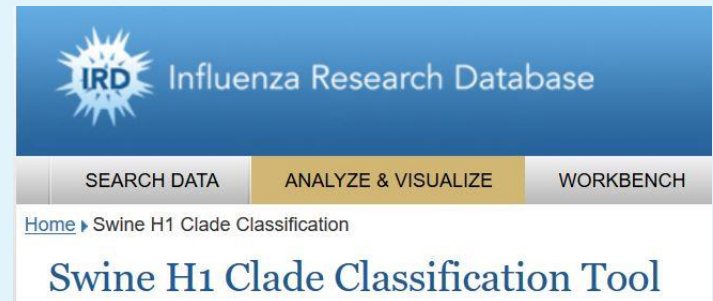 IRD Influenza Research Database
SEARCH DATA ANALYZE & VISUALIZE WORKBENCH
Home ▸ Swine H1 Clade Classification
Swine H1 Clade Classification Tool